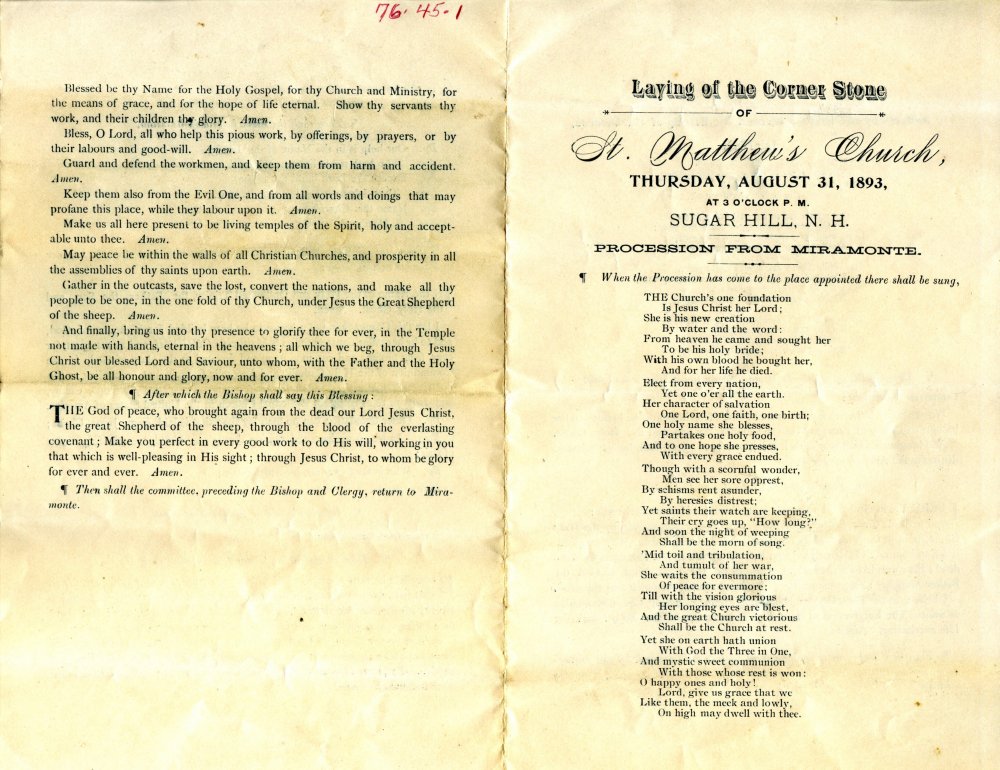 76·45·1
Blessed be thy Name for the Holy Gospel, for thy Church and Ministry, for
the means of grace, and for the hope of life eternal. Show thy servants thy
work, and their children thy glory. Amen.
Bless, O Lord, all who help this pious work, by offerings, by prayers, or by
their labours and good-will. Amen.
Guard and defend the workmen, and keep them from harm and accident.
Amen.
Keep them also from the Evil One, and from all words and doings that may
profane this place, while they labour upon it. Amen.
Make us all here present to be living temples of the Spirit, holy and accept-
able unto thee. Amen.
May peace be within the walls of all Christian Churches, and prosperity in all
the assemblies of thy saints upon earth. Amen.
Gather in the outcasts, save the lost, convert the nations, and make all thy
people to be one, in the one fold of thy Church, under Jesus the Great Shepherd
of the sheep. Amen.
And finally, bring us into thy presence to glorify thee for ever, in the Temple
not made with hands, eternal in the heavens; all which we beg, through Jesus
Christ our blessed Lord and Saviour, unto whom, with the Father and the Holy
Ghost, be all honour and glory, now and for ever. Amen.
¶ After which the Bishop shall say this Blessing:
THE God of peace, who brought again from the dead our Lord Jesus Christ,
the great Shepherd of the sheep, through the blood of the everlasting
covenant; Make you perfect in every good work to do His will, working in you
that which is well-pleasing in His sight; through Jesus Christ, to whom be glory
for ever and ever. Amen.
¶ Then shall the committee, preceding the Bishop and Clergy, return to Mira-
monte.
Laying of the Corner Stone
OF
St. Matthew's Church,
THURSDAY, AUGUST 31, 1893,
AT 3 O'CLOCK P. M.
SUGAR HILL, N. H.
PROCESSION FROM MIRAMONTE.
¶ When the Procession has come to the place appointed there shall be sung,
THE Church's one foundation
Is Jesus Christ her Lord;
She is his new creation
By water and the word:
From heaven he came and sought her
To be his holy bride;
With his own blood he bought her,
And for her life he died.
Elect from every nation,
Yet one o'er all the earth.
Her character of salvation
One Lord, one faith, one birth;
One holy name she blesses,
Partakes one holy food,
And to one hope she presses,
With every grace endued.
Though with a scornful wonder,
Men see her sore opprest,
By schisms rent asunder,
By heresies distrest;
Yet saints their watch are keeping,
Their cry goes up, "How long?"
And soon the night of weeping
Shall be the morn of song.
'Mid toil and tribulation,
And tumult of her war,
She waits the consummation
Of peace for evermore;
Till with the vision glorious
Her longing eyes are blest,
And the great Church victorious
Shall be the Church at rest.
Yet she on earth hath union
With God the Three in One,
And mystic sweet communion
With those whose rest is won:
O happy ones and holy!
Lord, give us grace that we
Like them, the meek and lowly,
On high may dwell with thee.